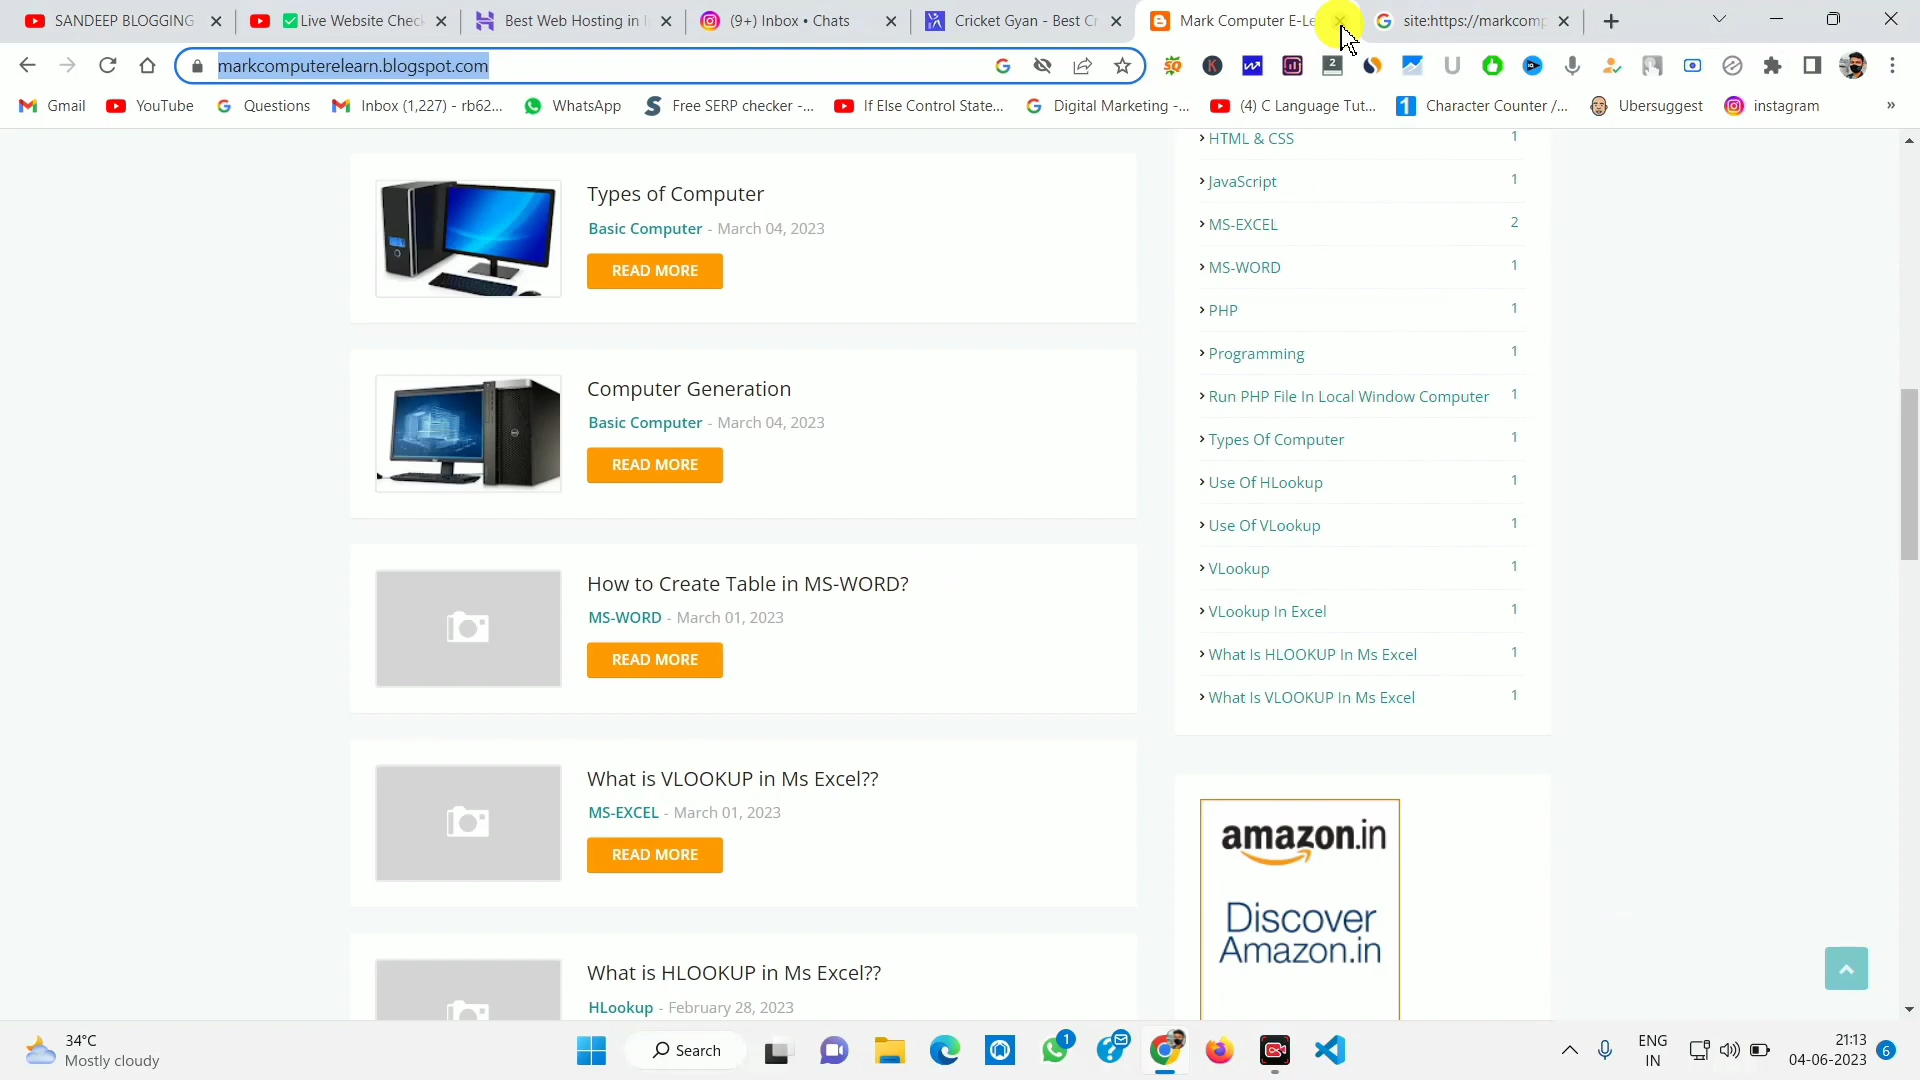 SANDEEP BLOGGING
✅Live Website Chec
Best Web Hosting in I
(9+) Inbox • Chats
Cricket Gyan - Best Cr
Mark Computer E-Le
site:https://markcomp
markcomputerelearn.blogspot.com
Gmail
YouTube
Questions
Inbox (1,227) - rb62...
WhatsApp
Free SERP checker -...
If Else Control State...
Digital Marketing -...
(4) C Language Tut...
Character Counter /...
Ubersuggest
instagram
»
Types of Computer
Basic Computer - March 04, 2023
READ MORE
Computer Generation
Basic Computer - March 04, 2023
READ MORE
How to Create Table in MS-WORD?
MS-WORD - March 01, 2023
READ MORE
What is VLOOKUP in Ms Excel??
MS-EXCEL - March 01, 2023
READ MORE
What is HLOOKUP in Ms Excel??
HLookup - February 28, 2023
HTML & CSS 1
JavaScript 1
MS-EXCEL 2
MS-WORD 1
PHP 1
Programming 1
Run PHP File In Local Window Computer 1
Types Of Computer 1
Use Of HLookup 1
Use Of VLookup 1
VLookup 1
VLookup In Excel 1
What Is HLOOKUP In Ms Excel 1
What Is VLOOKUP In Ms Excel 1
amazon.in
Discover
Amazon.in
34°C
Mostly cloudy
Search
1
ENG
IN
21:13
04-06-2023
6